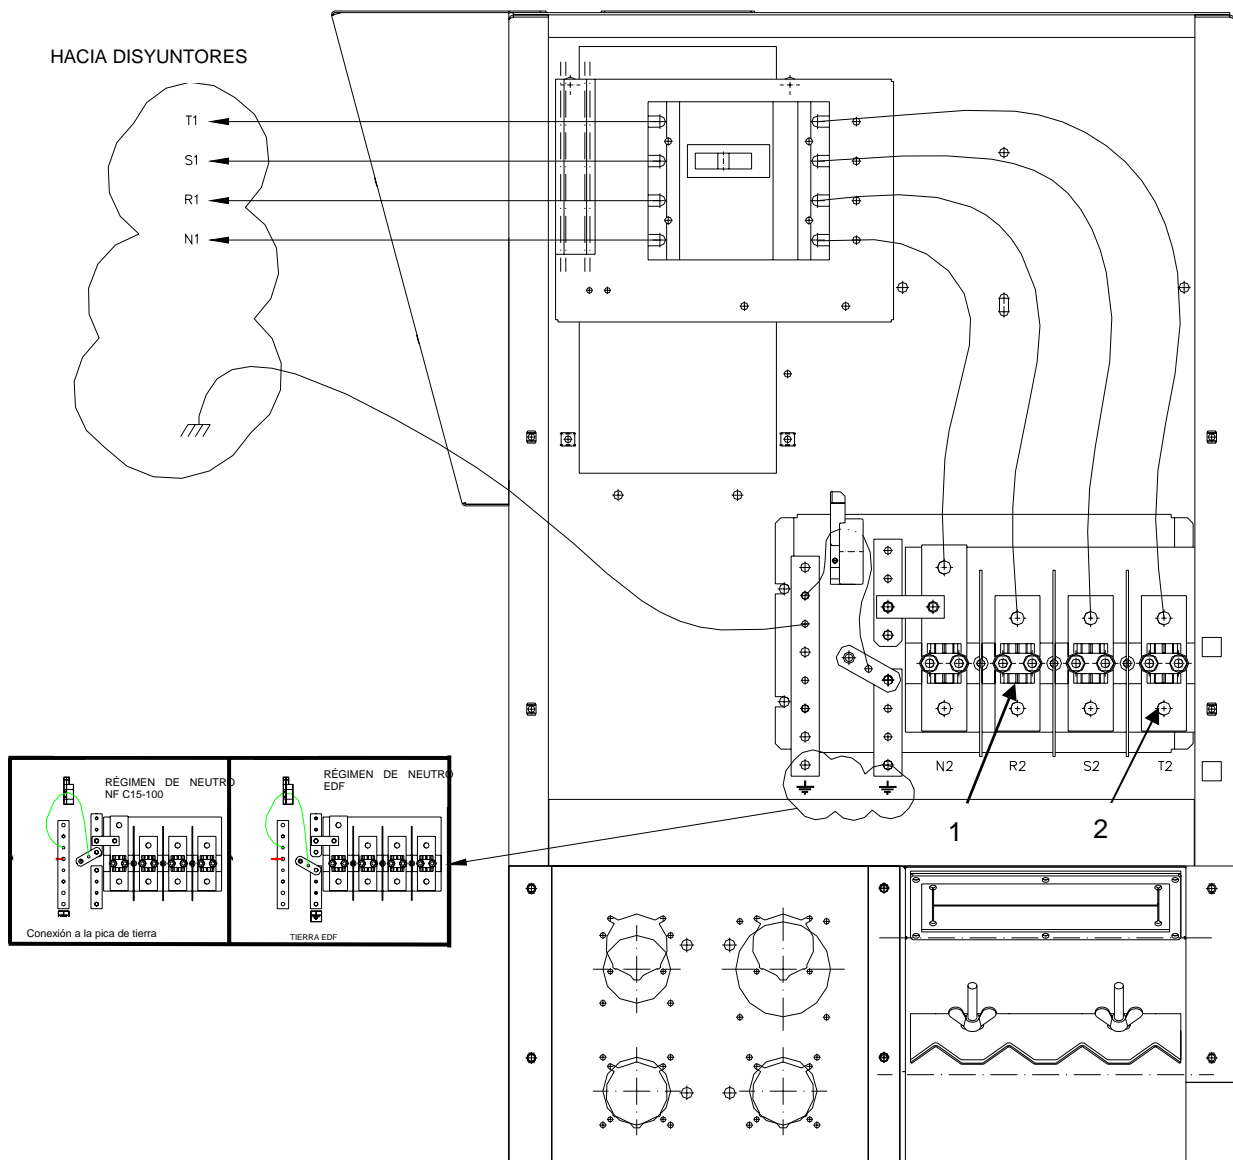 HACIA DISYUNTORES
T1
S1
R1
N1
N2 R2 S2 T2
1 2
RÉGIMEN DE NEUTRO
NF C15-100
Conexión a la pica de tierra
RÉGIMEN DE NEUTRO
EDF
TIERRA EDF